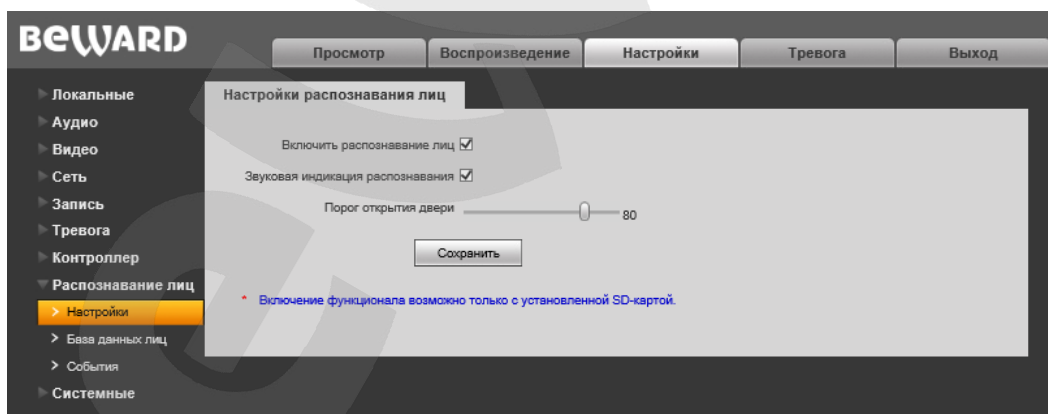 BEWARD
Просмотр
Воспроизведение
Настройки
Тревога
Выход
Локальные
Аудио
Видео
Сеть
Запись
Тревога
Контроллер
Распознавание лиц
Настройки
База данных лиц
События
Системные
Настройки распознавания лиц
Включить распознавание лиц
Звуковая индикация распознавания
Порог открытия двери 80
Сохранить
* Включение функционала возможно только с установленной SD-картой.